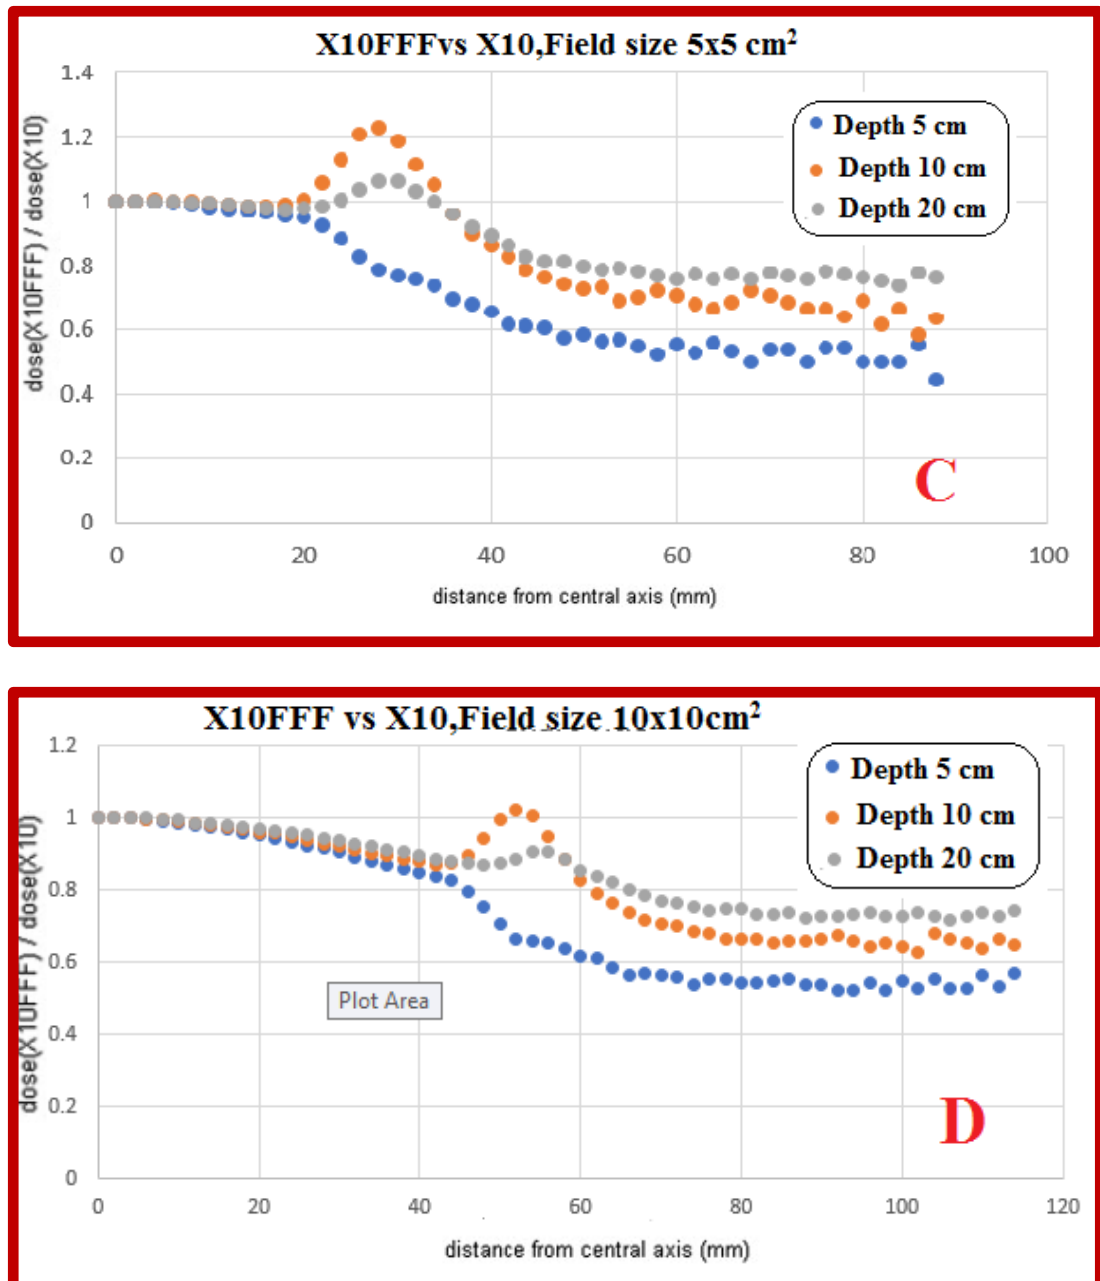 X10FFFvs X10,Field size 5x5 cm²
1.4
1.2
1
0.8
0.6
0.4
0.2
0
dose(X10FFF) / dose(X10)
Depth 5 cm
Depth 10 cm
Depth 20 cm
C
0 20 40 60 80 100
distance from central axis (mm)
X10FFF vs X10,Field size 10x10cm²
1.2
1
0.8
0.6
0.4
0.2
0
dose(X10FFF) / dose(X10)
Depth 5 cm
Depth 10 cm
Depth 20 cm
Plot Area
D
0 20 40 60 80 100 120
distance from central axis (mm)